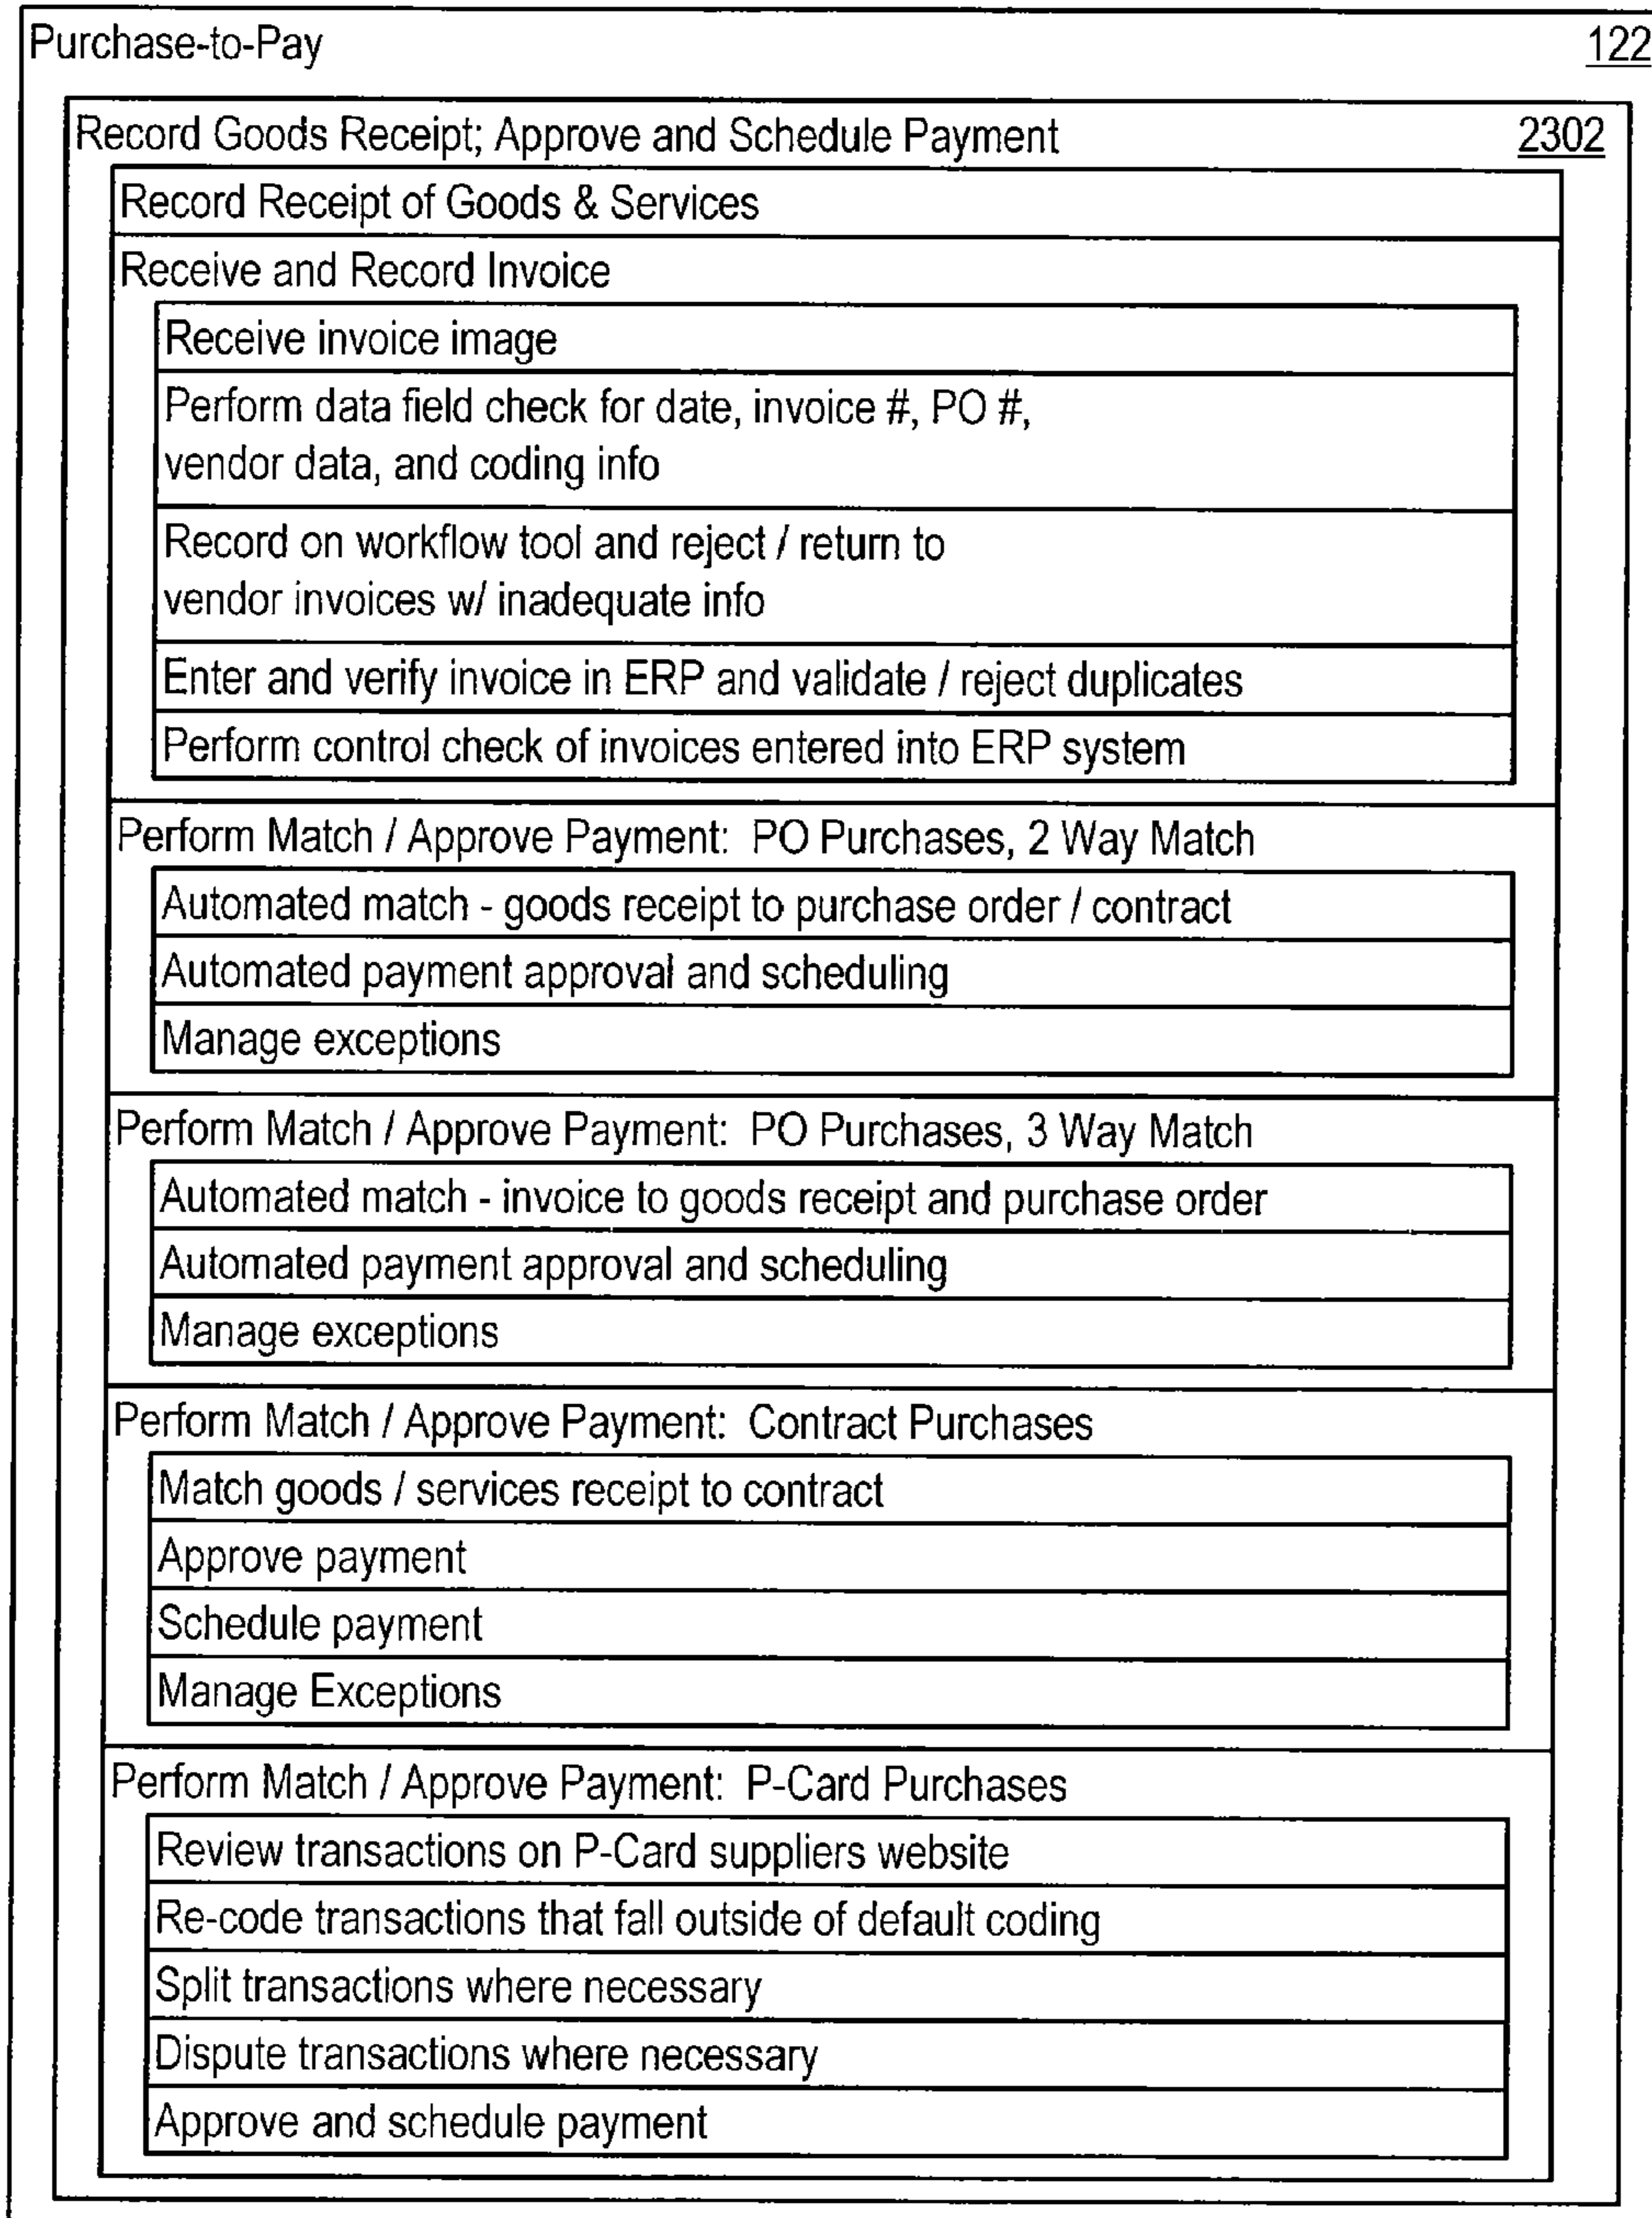 Purchase-to-Pay 122
Record Goods Receipt; Approve and Schedule Payment 2302
Record Receipt of Goods & Services
Receive and Record Invoice
Receive invoice image
Perform data field check for date, invoice #, PO #,
vendor data, and coding info
Record on workflow tool and reject / return to
vendor invoices w/ inadequate info
Enter and verify invoice in ERP and validate / reject duplicates
Perform control check of invoices entered into ERP system
Perform Match / Approve Payment: PO Purchases, 2 Way Match
Automated match - goods receipt to purchase order / contract
Automated payment approval and scheduling
Manage exceptions
Perform Match / Approve Payment: PO Purchases, 3 Way Match
Automated match - invoice to goods receipt and purchase order
Automated payment approval and scheduling
Manage exceptions
Perform Match / Approve Payment: Contract Purchases
Match goods / services receipt to contract
Approve payment
Schedule payment
Manage Exceptions
Perform Match / Approve Payment: P-Card Purchases
Review transactions on P-Card suppliers website
Re-code transactions that fall outside of default coding
Split transactions where necessary
Dispute transactions where necessary
Approve and schedule payment